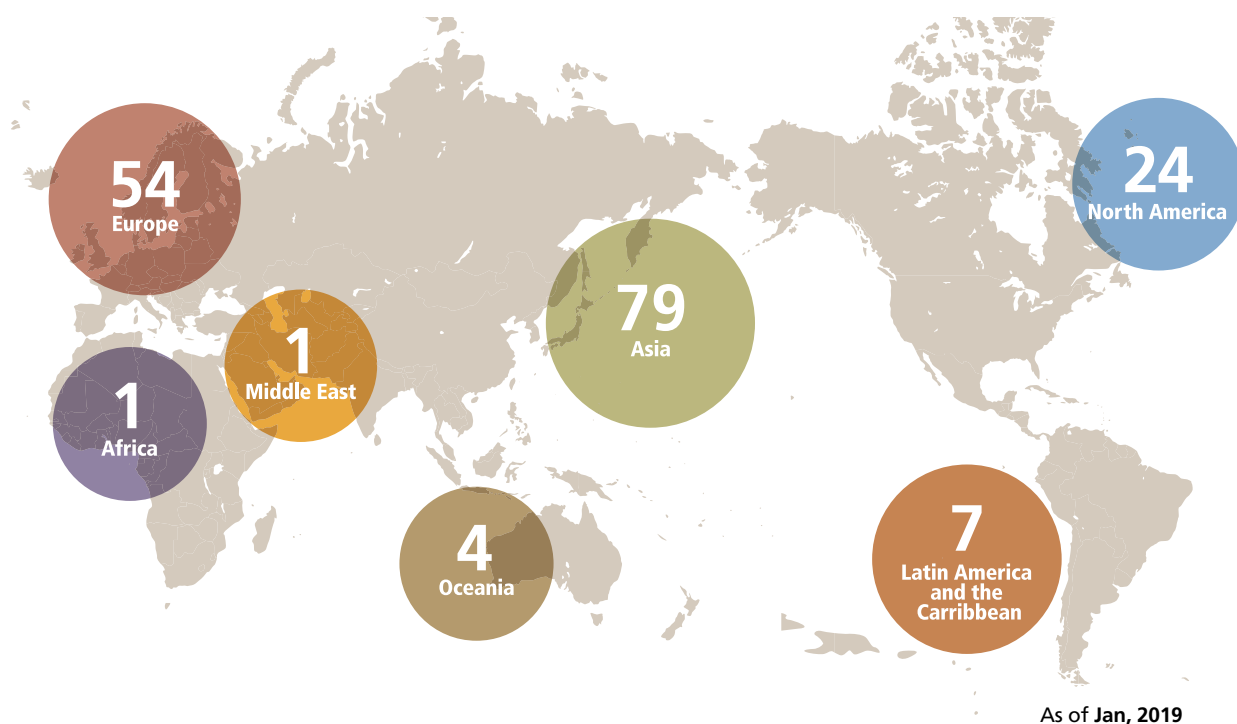 54
Europe
24
North America
79
Asia
1
Middle East
1
Africa
4
Oceania
7
Latin America
and the
Carribbean
As of Jan, 2019